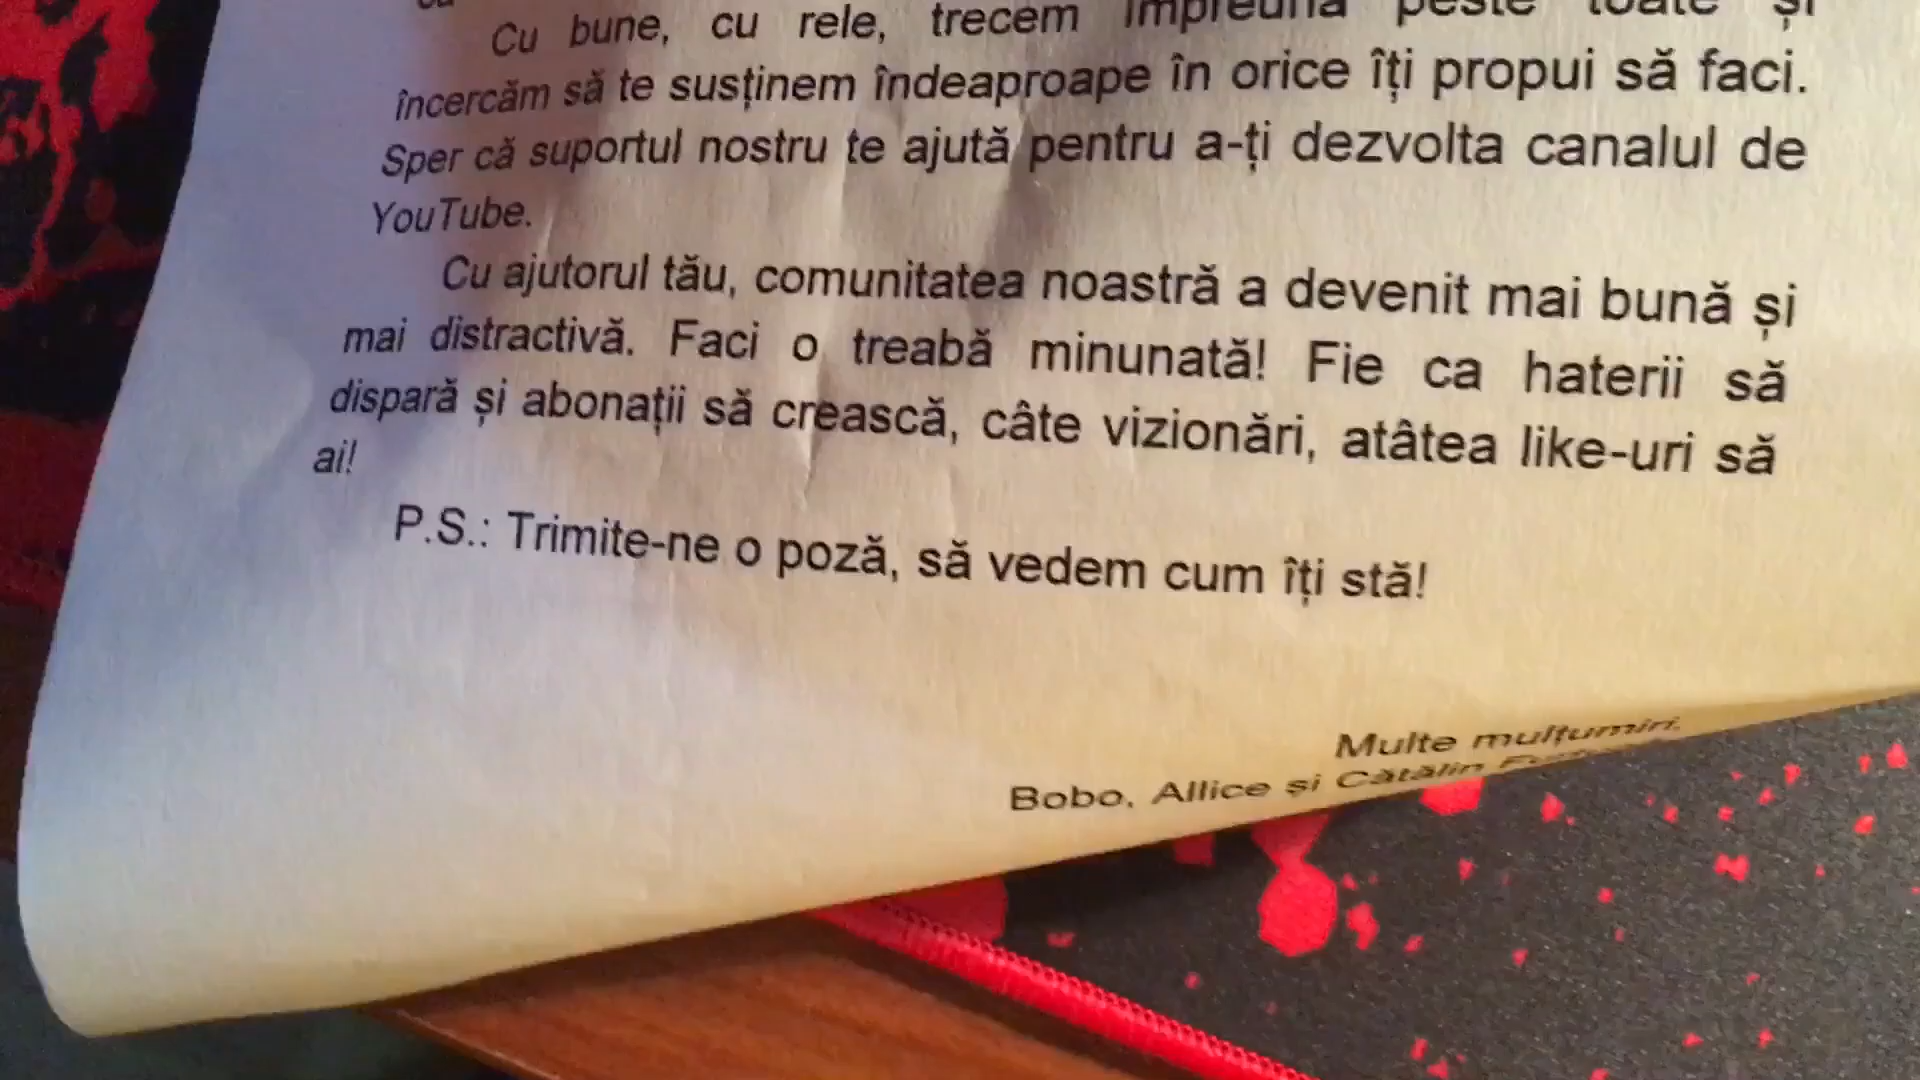 Cu bune, cu rele, trecem împreună peste toate și
încercăm să te susținem îndeaproape în orice îți propui să faci.
Sper că suportul nostru te ajută pentru a-ți dezvolta canalul de
YouTube.
Cu ajutorul tău, comunitatea noastră a devenit mai bună și
mai distractivă. Faci o treabă minunată! Fie ca haterii să
dispară și abonații să crească, câte vizionări, atâtea like-uri să
ai!
P.S.: Trimite-ne o poză, să vedem cum îți stă!
Multe mulțumiri,
Bobo, Allice și Cătălin